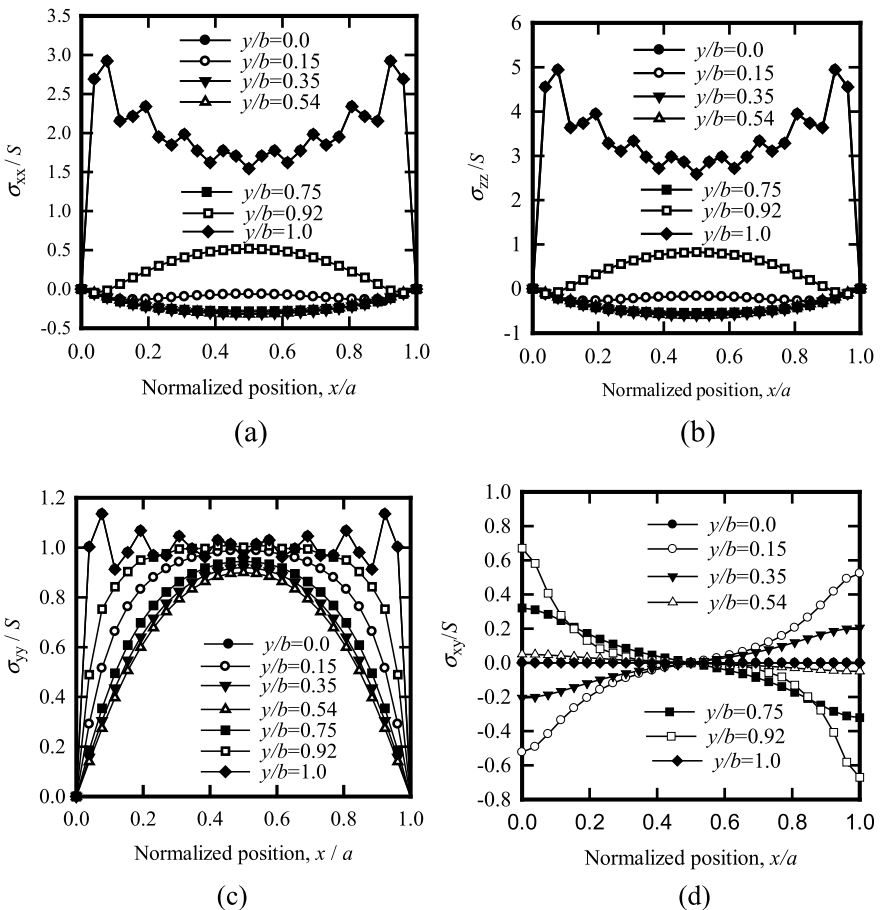 3.5
3.0
2.5
2.0
1.5
1.0
0.5
0.0
-0.5
σxx / S
y/b=0.0
y/b=0.15
y/b=0.35
y/b=0.54
y/b=0.75
y/b=0.92
y/b=1.0
0.0 0.2 0.4 0.6 0.8 1.0
Normalized position, x/a
(a)
6
5
4
3
2
1
0
-1
σzz / S
y/b=0.0
y/b=0.15
y/b=0.35
y/b=0.54
y/b=0.75
y/b=0.92
y/b=1.0
0.0 0.2 0.4 0.6 0.8 1.0
Normalized position, x/a
(b)
1.2
1.0
0.8
0.6
0.4
0.2
0.0
σyy / S
y/b=0.0
y/b=0.15
y/b=0.35
y/b=0.54
y/b=0.75
y/b=0.92
y/b=1.0
0.0 0.2 0.4 0.6 0.8 1.0
Normalized position, x / a
(c)
1.0
0.8
0.6
0.4
0.2
0.0
-0.2
-0.4
-0.6
-0.8
σxy/S
y/b=0.0
y/b=0.15
y/b=0.35
y/b=0.54
y/b=0.75
y/b=0.92
y/b=1.0
0.0 0.2 0.4 0.6 0.8 1.0
Normalized position, x/a
(d)